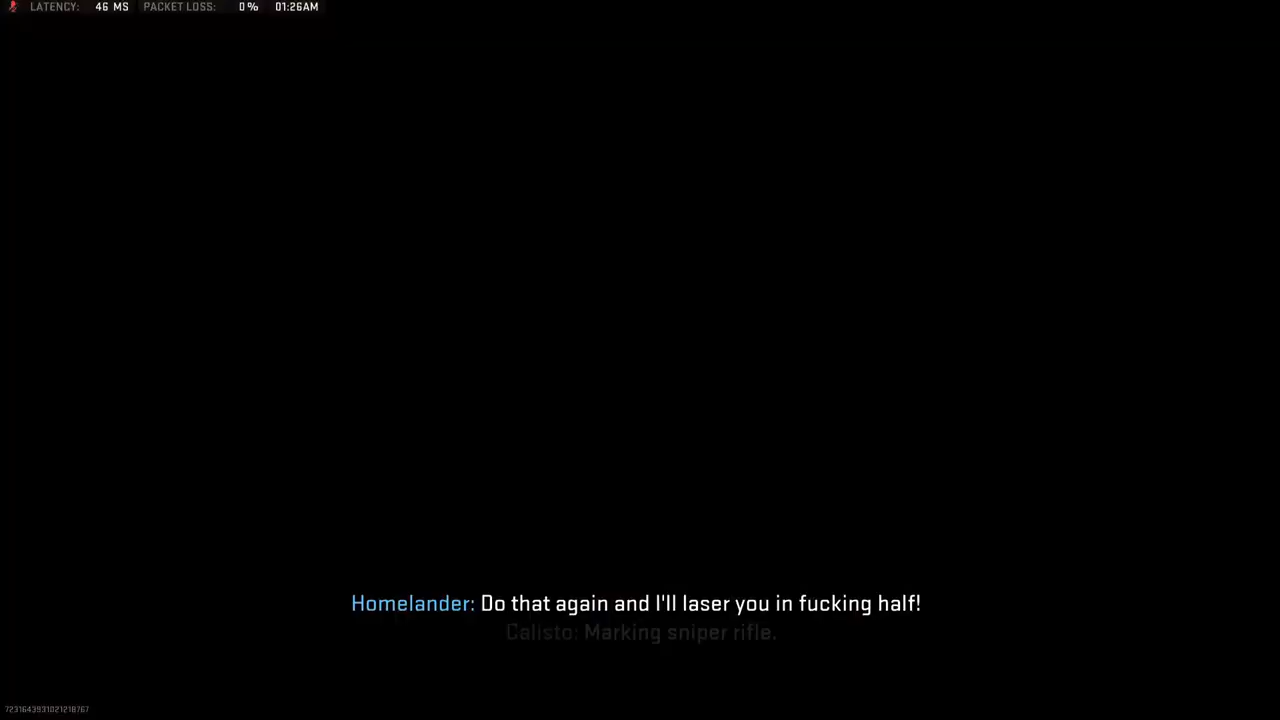 LATENCY: 46 MS PACKET LOSS: 0% 01:26AM
Homelander: Do that again and I'll laser you in fucking half!
Calisto: Marking sniper rifle.
7231643931021218767